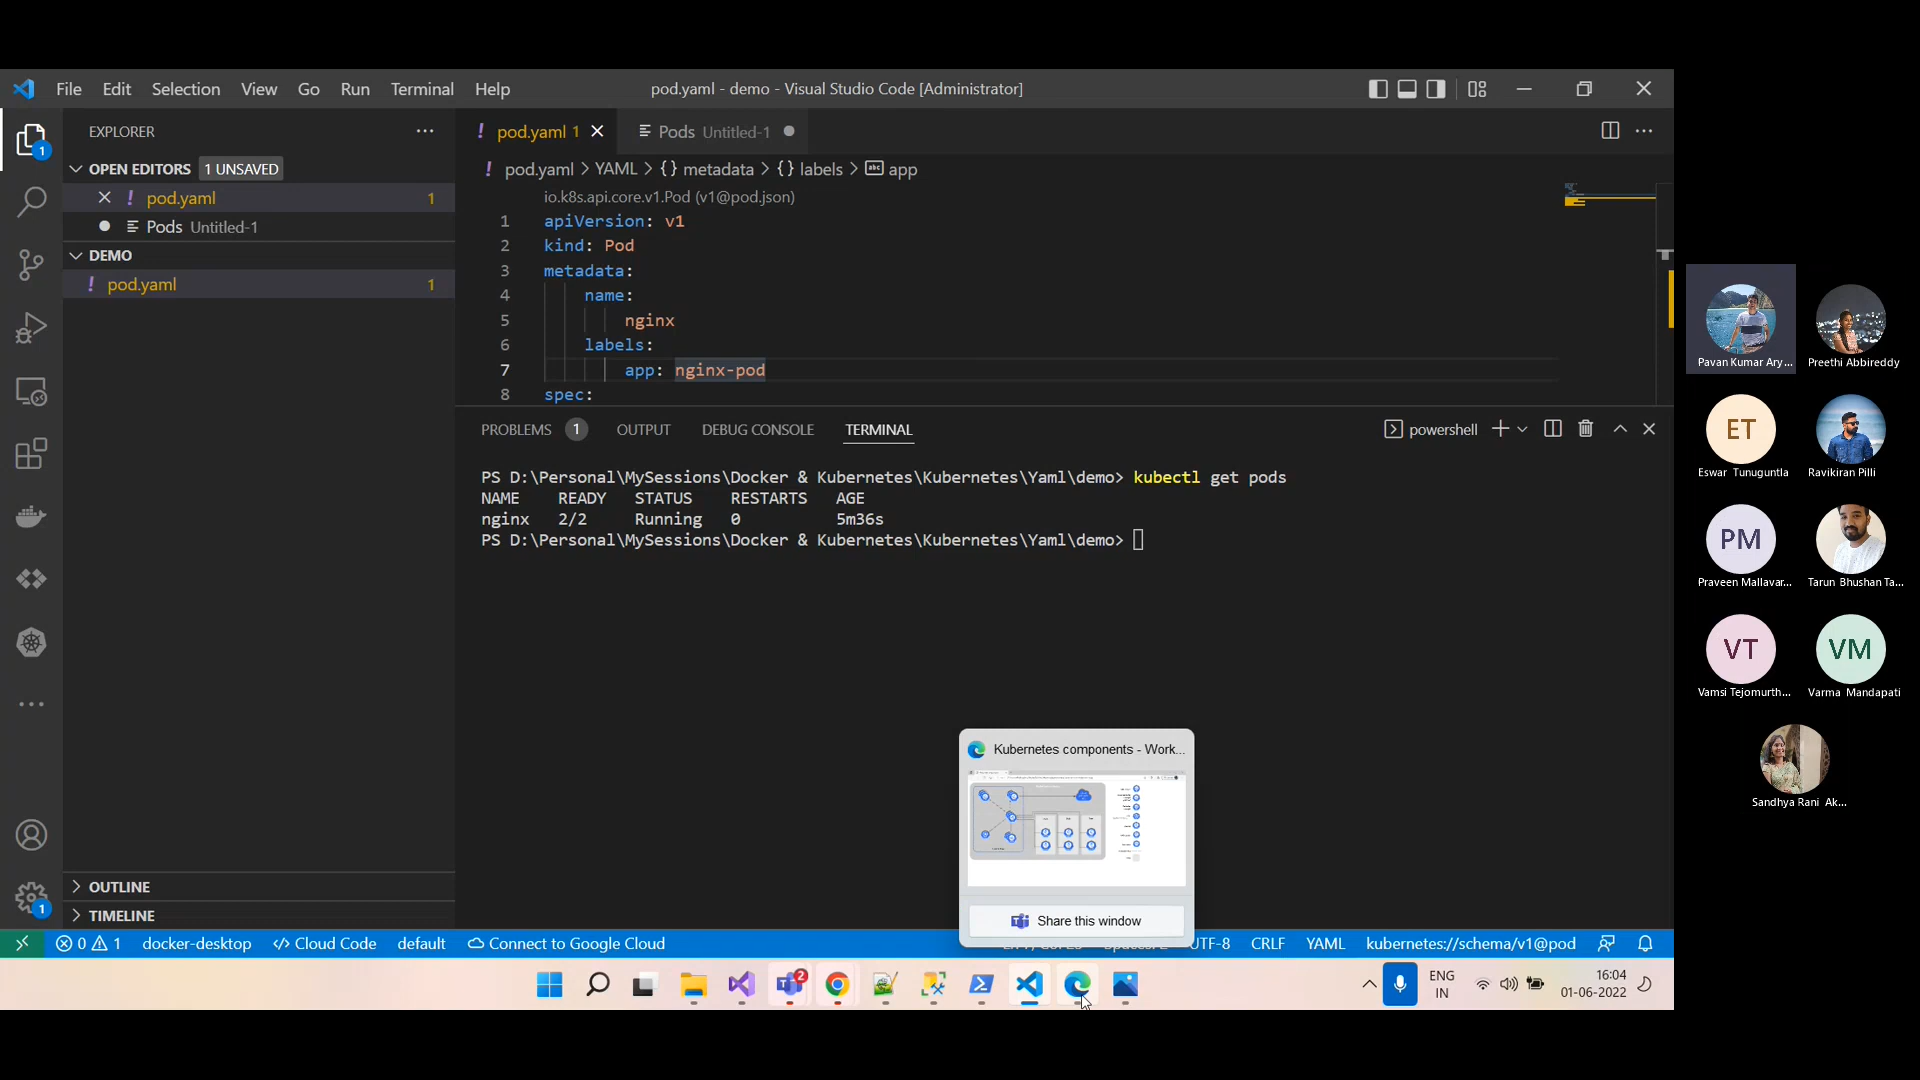 File Edit Selection View Go Run Terminal Help
pod.yaml - demo - Visual Studio Code [Administrator]
EXPLORER
OPEN EDITORS 1 UNSAVED
! pod.yaml 1
Pods Untitled-1
DEMO
! pod.yaml 1
OUTLINE
TIMELINE
1
1
! pod.yaml 1
Pods Untitled-1
! pod.yaml > YAML > {} metadata > {} labels > abc app
io.k8s.api.core.v1.Pod (v1@pod.json)
1 apiVersion: v1
2 kind: Pod
3 metadata:
4 name:
5 nginx
6 labels:
7 app: nginx-pod
8 spec:
PROBLEMS 1 OUTPUT DEBUG CONSOLE TERMINAL
powershell
PS D:\Personal\MySessions\Docker & Kubernetes\Kubernetes\Yaml\demo> kubectl get pods
NAME READY STATUS RESTARTS AGE
nginx 2/2 Running 0 5m36s
PS D:\Personal\MySessions\Docker & Kubernetes\Kubernetes\Yaml\demo>
Kubernetes components - Work...
Share this window
0 1 docker-desktop </> Cloud Code default Connect to Google Cloud
UTF-8 CRLF YAML kubernetes://schema/v1@pod
2
ENG
IN
16:04
01-06-2022
Pavan Kumar Ary...
Preethi Abbireddy
ET
Eswar Tunuguntla
Ravikiran Pilli
PM
Praveen Mallavar...
Tarun Bhushan Ta...
VT
Vamsi Tejomurth...
VM
Varma Mandapati
Sandhya Rani Ak...